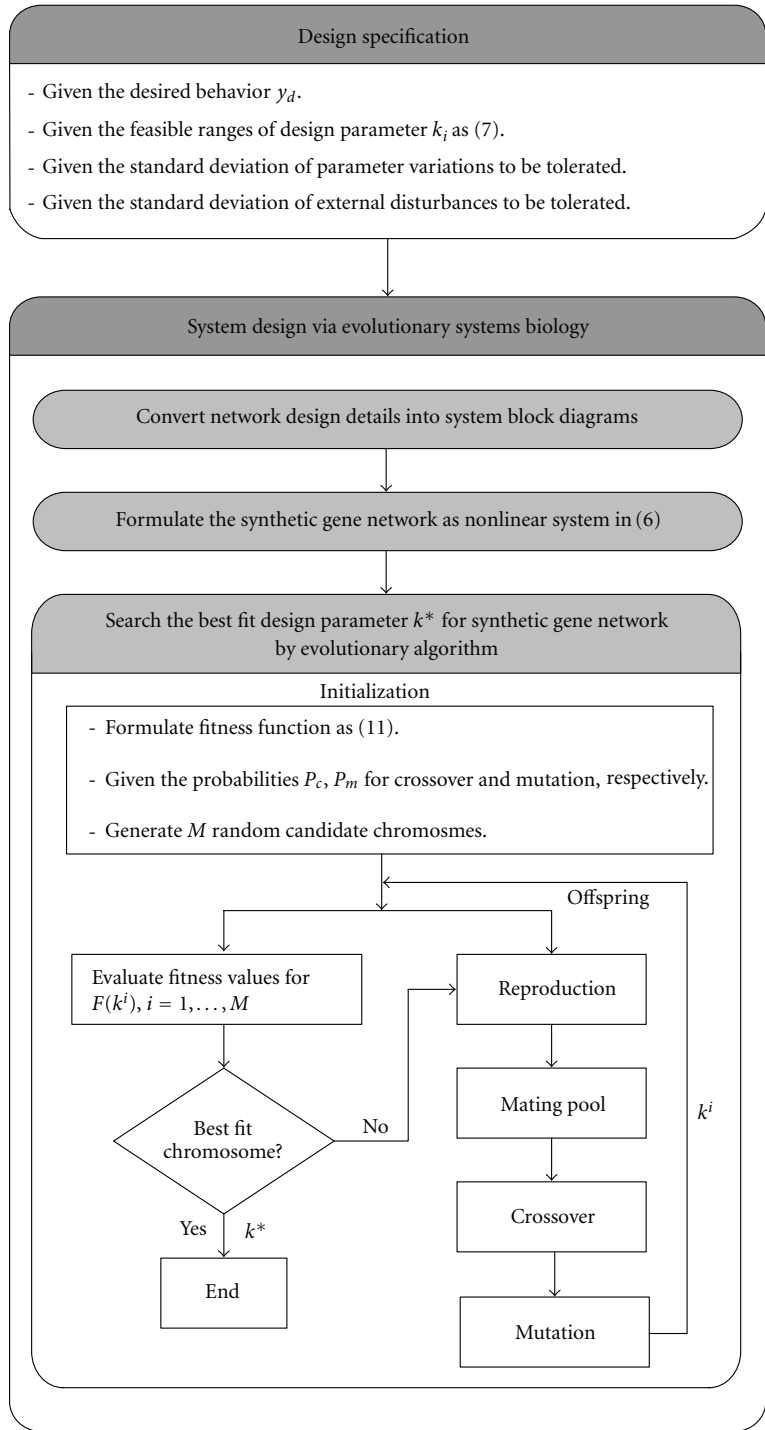 Design specification
- Given the desired behavior y_d.
- Given the feasible ranges of design parameter k_i as (7).
- Given the standard deviation of parameter variations to be tolerated.
- Given the standard deviation of external disturbances to be tolerated.
System design via evolutionary systems biology
Convert network design details into system block diagrams
Formulate the synthetic gene network as nonlinear system in (6)
Search the best fit design parameter k* for synthetic gene network
by evolutionary algorithm
Initialization
- Formulate fitness function as (11).
- Given the probabilities P_c, P_m for crossover and mutation, respectively.
- Generate M random candidate chromosmes.
Offspring
Evaluate fitness values for
F(k^i), i = 1, . . . , M
Reproduction
Best fit
chromosome?
No
Mating pool
k^i
Yes k*
Crossover
End
Mutation